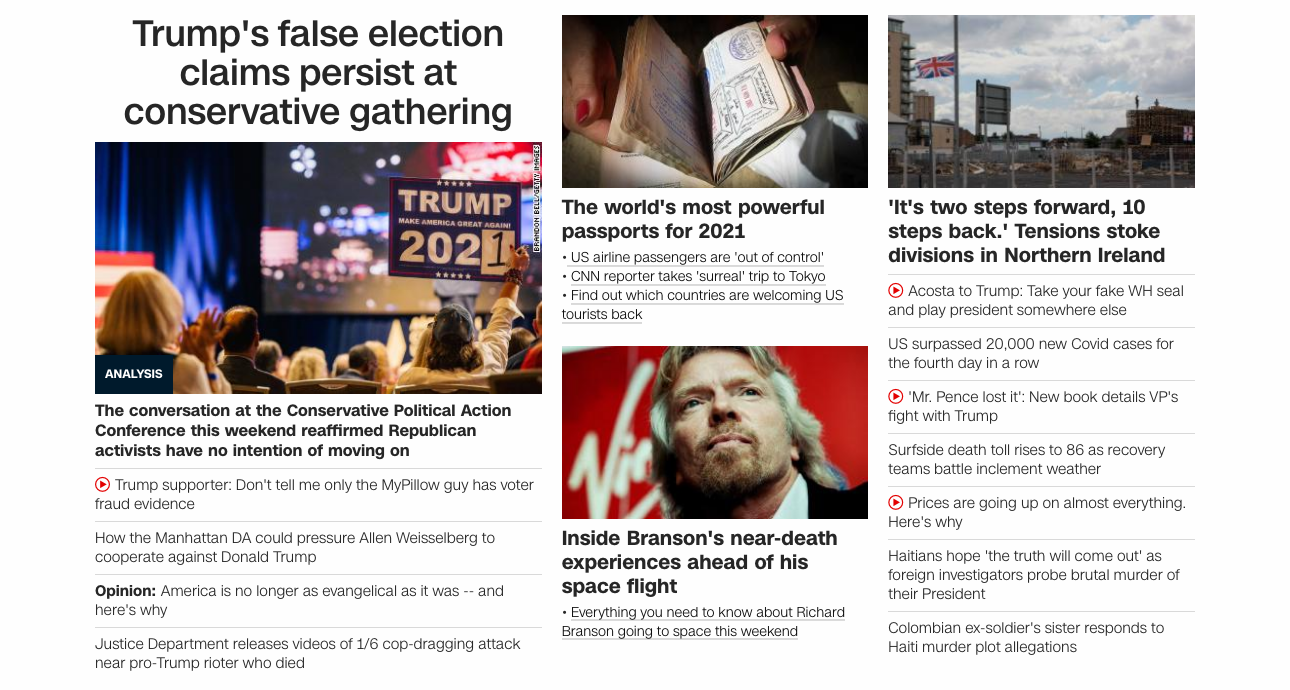 Trump's false election
claims persist at
conservative gathering
BRANDON BELL/GETTY IMAGES
TRUMP
MAKE AMERICA GREAT AGAIN!
2021
ANALYSIS
The conversation at the Conservative Political Action
Conference this weekend reaffirmed Republican
activists have no intention of moving on
Trump supporter: Don't tell me only the MyPillow guy has voter
fraud evidence
How the Manhattan DA could pressure Allen Weisselberg to
cooperate against Donald Trump
Opinion: America is no longer as evangelical as it was -- and
here's why
Justice Department releases videos of 1/6 cop-dragging attack
near pro-Trump rioter who died
The world's most powerful
passports for 2021
• US airline passengers are 'out of control'
• CNN reporter takes 'surreal' trip to Tokyo
• Find out which countries are welcoming US
tourists back
Virgin
Inside Branson's near-death
experiences ahead of his
space flight
• Everything you need to know about Richard
Branson going to space this weekend
'It's two steps forward, 10
steps back.' Tensions stoke
divisions in Northern Ireland
Acosta to Trump: Take your fake WH seal
and play president somewhere else
US surpassed 20,000 new Covid cases for
the fourth day in a row
'Mr. Pence lost it': New book details VP's
fight with Trump
Surfside death toll rises to 86 as recovery
teams battle inclement weather
Prices are going up on almost everything.
Here's why
Haitians hope 'the truth will come out' as
foreign investigators probe brutal murder of
their President
Colombian ex-soldier's sister responds to
Haiti murder plot allegations